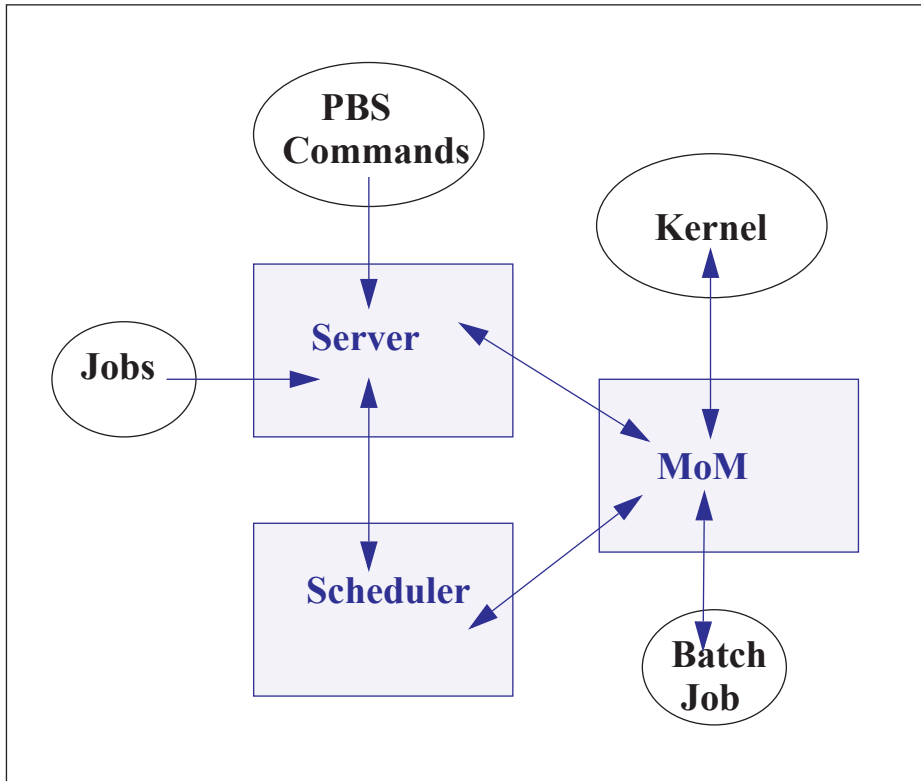 PBS
Commands
Kernel
Server
Jobs
MoM
Scheduler
Batch
Job